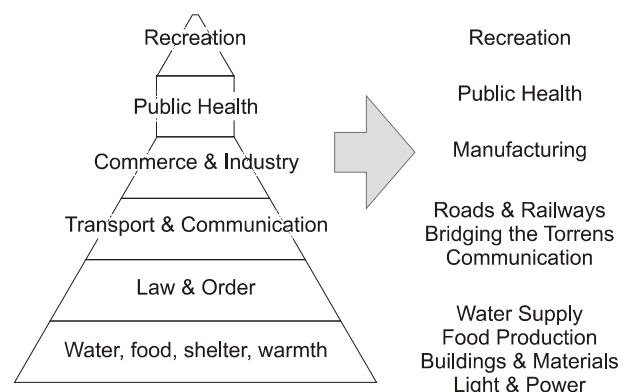 Recreation
Public Health
Commerce & Industry
Transport & Communication
Law & Order
Water, food, shelter, warmth
Recreation
Public Health
Manufacturing
Roads & Railways
Bridging the Torrens
Communication
Water Supply
Food Production
Buildings & Materials
Light & Power